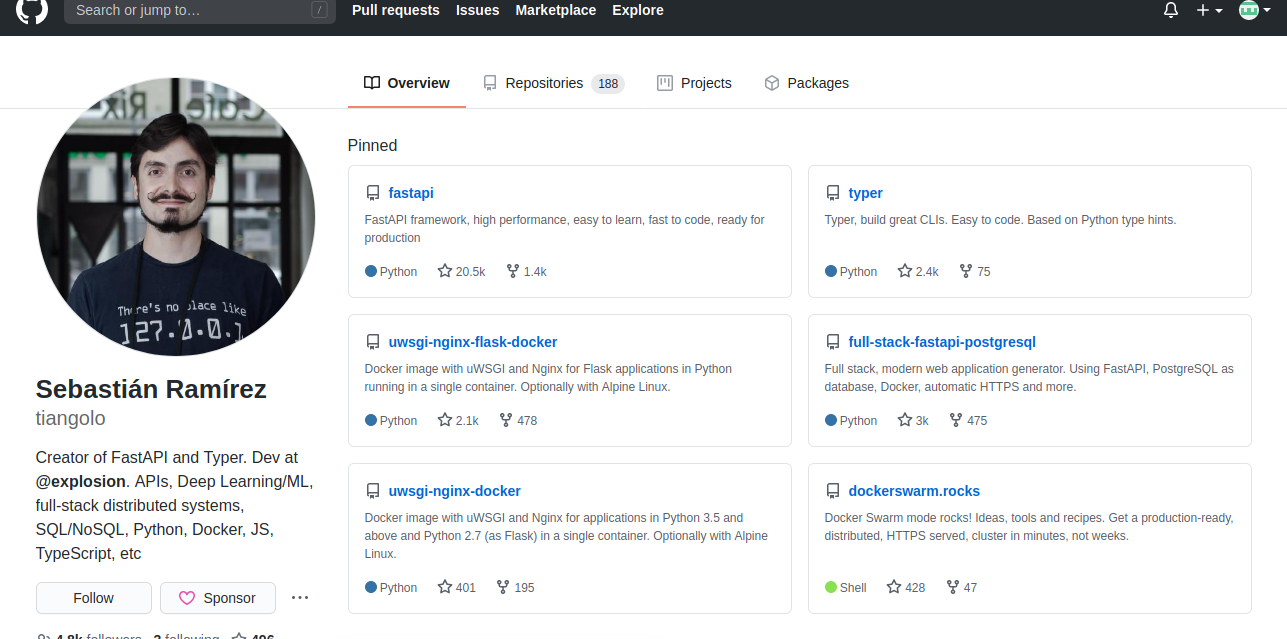 Search or jump to…
/
Pull requests
Issues
Marketplace
Explore
Overview
Repositories 188
Projects
Packages
Cafe Rix
There's no place like
127.0.0.1
Sebastián Ramírez
tiangolo
Creator of FastAPI and Typer. Dev at
@explosion. APIs, Deep Learning/ML,
full-stack distributed systems,
SQL/NoSQL, Python, Docker, JS,
TypeScript, etc
Follow
Sponsor
4.8k followers · 3 following · 496
Pinned
fastapi
FastAPI framework, high performance, easy to learn, fast to code, ready for
production
Python 20.5k 1.4k
typer
Typer, build great CLIs. Easy to code. Based on Python type hints.
Python 2.4k 75
uwsgi-nginx-flask-docker
Docker image with uWSGI and Nginx for Flask applications in Python
running in a single container. Optionally with Alpine Linux.
Python 2.1k 478
full-stack-fastapi-postgresql
Full stack, modern web application generator. Using FastAPI, PostgreSQL as
database, Docker, automatic HTTPS and more.
Python 3k 475
uwsgi-nginx-docker
Docker image with uWSGI and Nginx for applications in Python 3.5 and
above and Python 2.7 (as Flask) in a single container. Optionally with Alpine
Linux.
Python 401 195
dockerswarm.rocks
Docker Swarm mode rocks! Ideas, tools and recipes. Get a production-ready,
distributed, HTTPS served, cluster in minutes, not weeks.
Shell 428 47